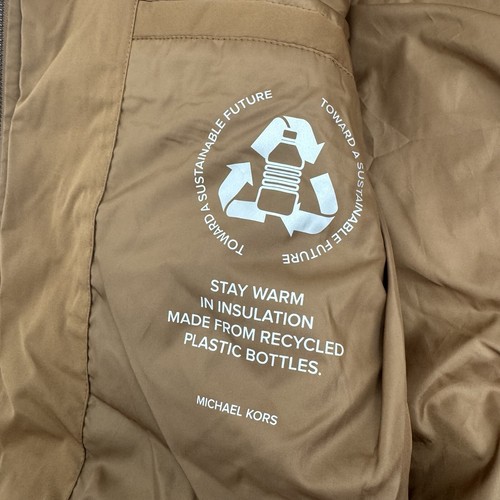 TOWARD A SUSTAINABLE FUTURE
TOWARD A SUSTAINABLE FUTURE
STAY WARM
IN INSULATION
MADE FROM RECYCLED
PLASTIC BOTTLES.
MICHAEL KORS